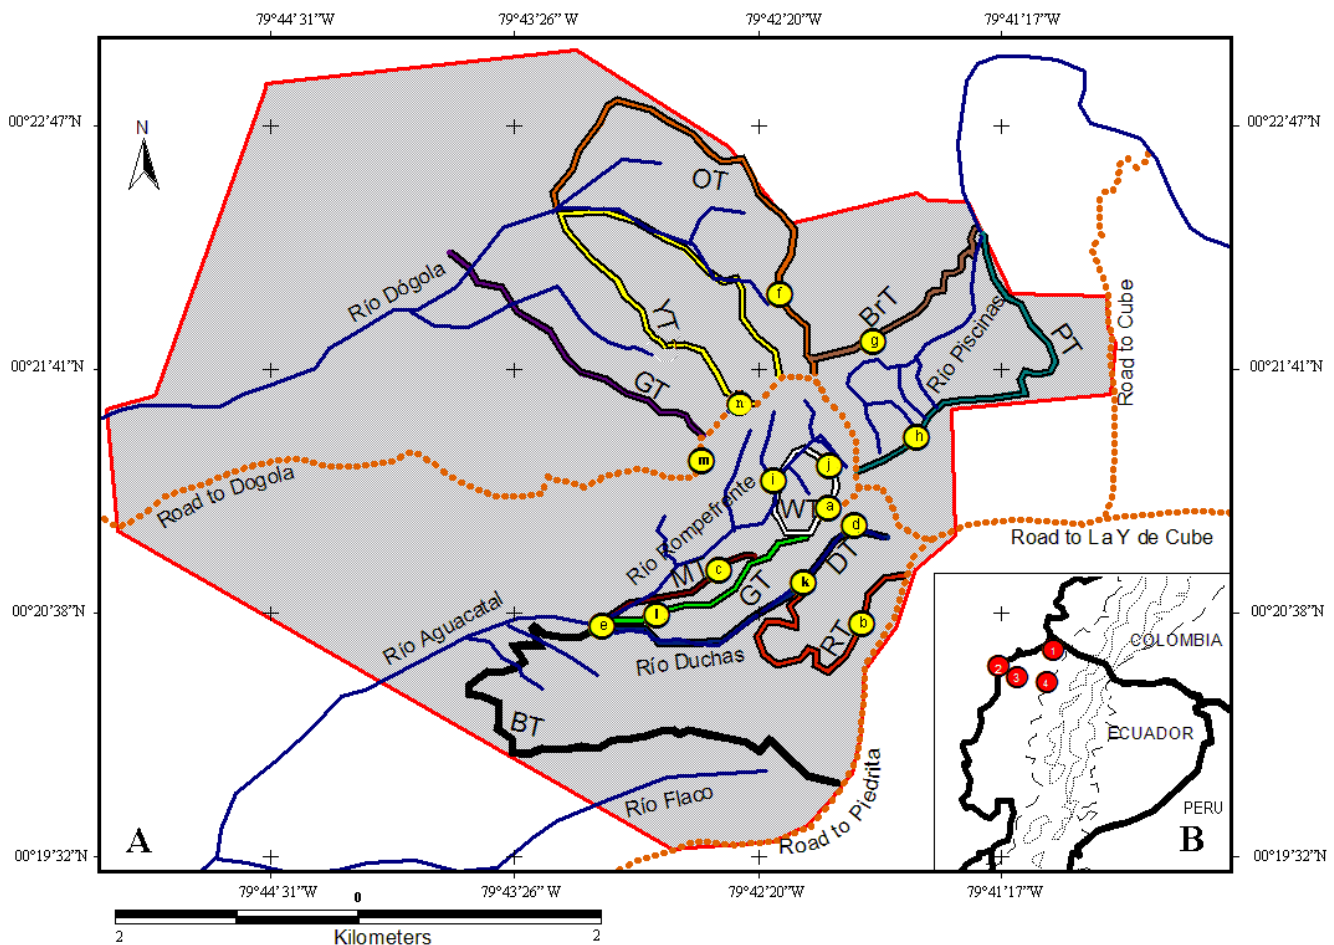 79°44'31"W 79°43'26" W 79°42'20"W 79°41'17"W
00°22'47"N 00°22'47"N
N
OT
Río Dógola
f
BrT
g
YT
Río Piscinas
PT
Road to Cube
00°21'41"N 00°21'41"N
GT
n
h
m
j
i
Road to Dogola
WT
a
d
Río Rompefrente
Road to La Y de Cube
DT
MT
c
GT
k
00°20'38"N 00°20'38"N
l
e
b
RT
Río Aguacatal
Río Duchas
BT
Río Flaco
Road to Piedrita
COLOMBIA
1
2
3
4
ECUADOR
PERU
A
B
00°19'32"N 00°19'32"N
79°44'31"W 79°43'26" W 79°42'20"W 79°41'17"W
0
2 2
Kilometers